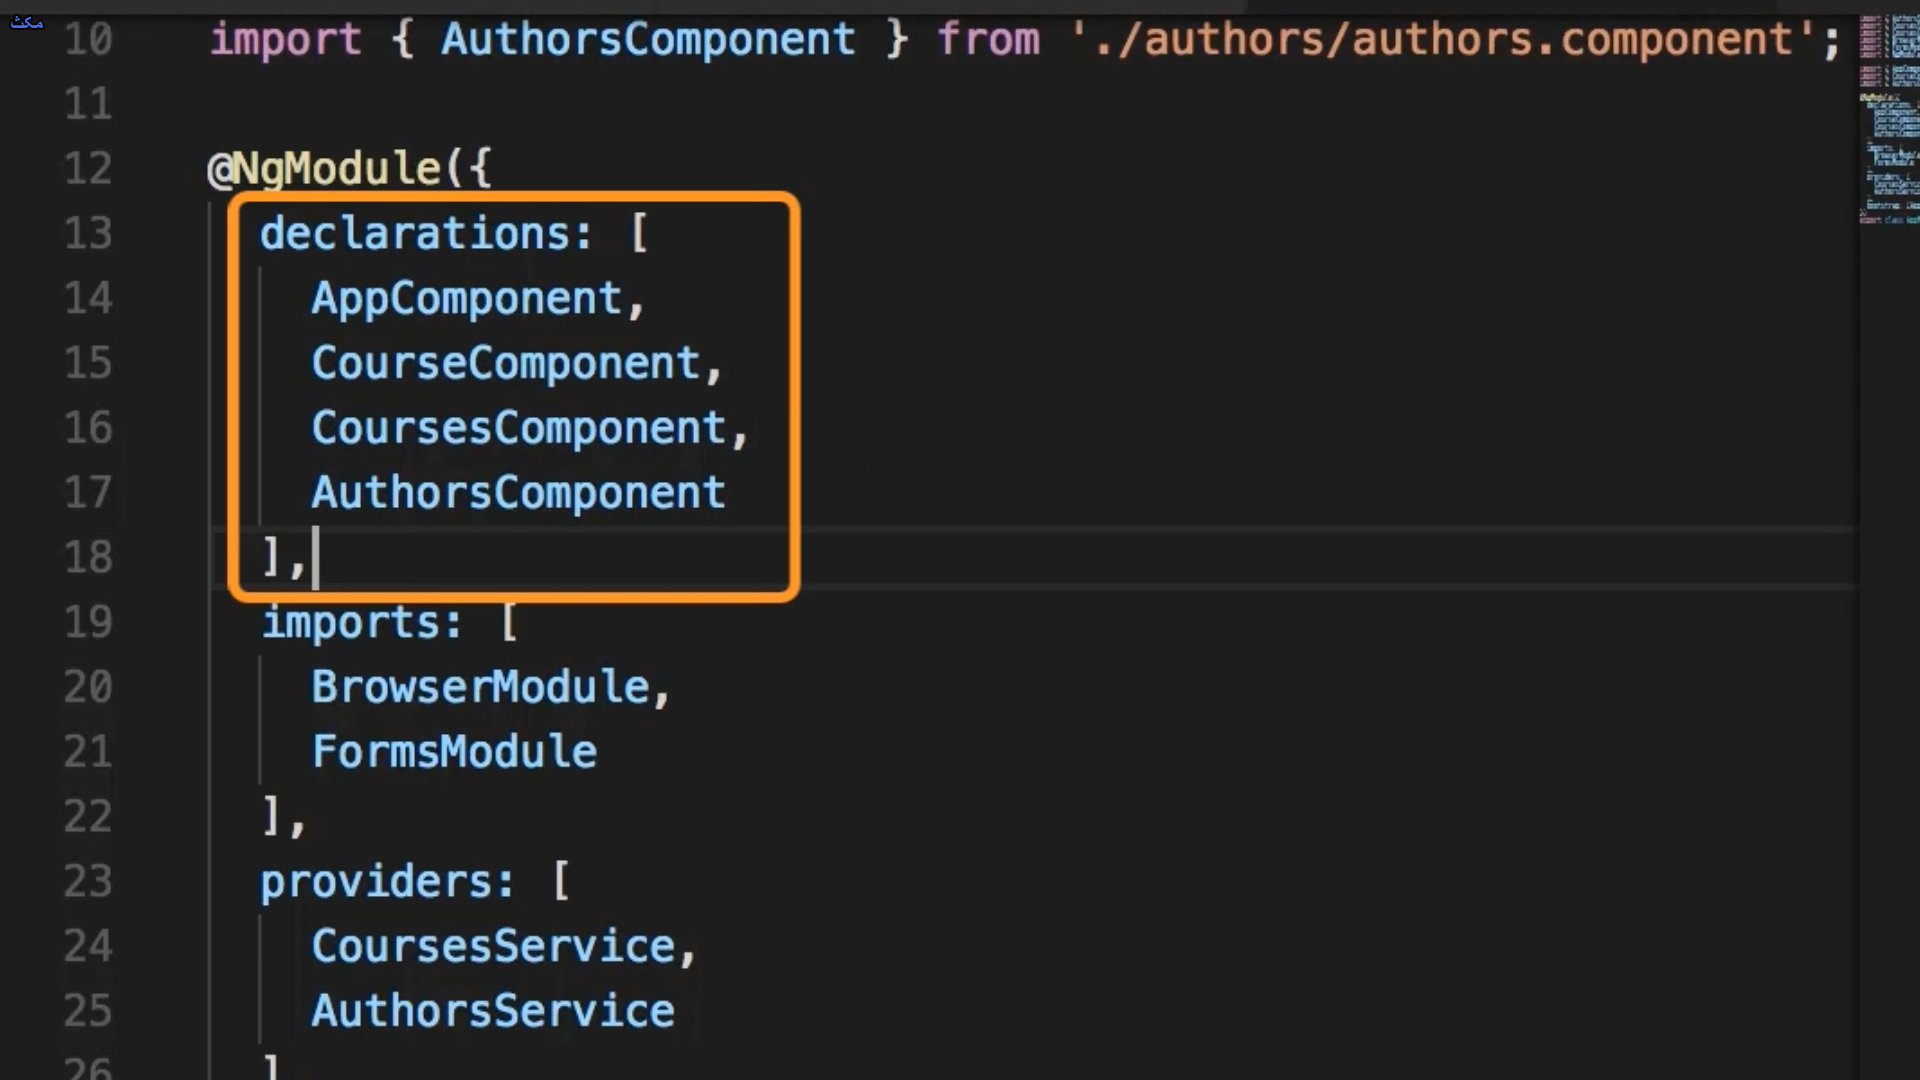 مکث
10 import { AuthorsComponent } from './authors/authors.component';
11
12 @NgModule({
13 declarations: [
14 AppComponent,
15 CourseComponent,
16 CoursesComponent,
17 AuthorsComponent
18 ],
19 imports: [
20 BrowserModule,
21 FormsModule
22 ],
23 providers: [
24 CoursesService,
25 AuthorsService
26 ]